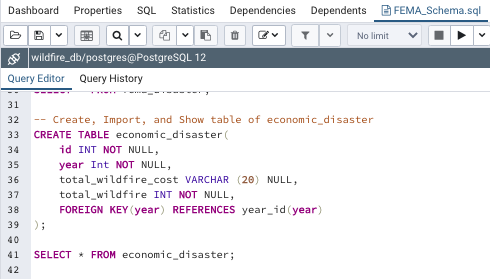 Dashboard Properties SQL Statistics Dependencies Dependents FEMA_Schema.sql
No limit
wildfire_db/postgres@PostgreSQL 12
Query Editor Query History
31
32 -- Create, Import, and Show table of economic_disaster
33 CREATE TABLE economic_disaster(
34 id INT NOT NULL,
35 year Int NOT NULL,
36 total_wildfire_cost VARCHAR (20) NULL,
37 total_wildfire INT NOT NULL,
38 FOREIGN KEY(year) REFERENCES year_id(year)
39 );
40
41 SELECT * FROM economic_disaster;
42